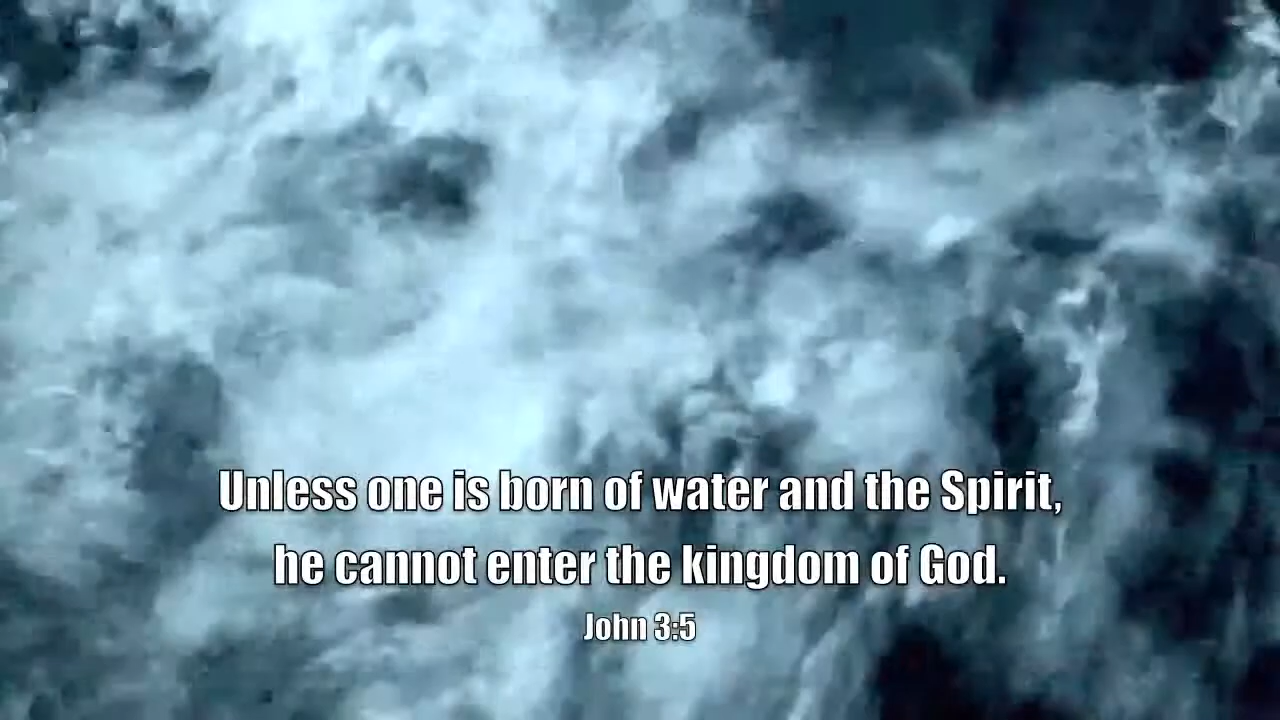 Unless one is born of water and the Spirit,
he cannot enter the kingdom of God.
John 3:5